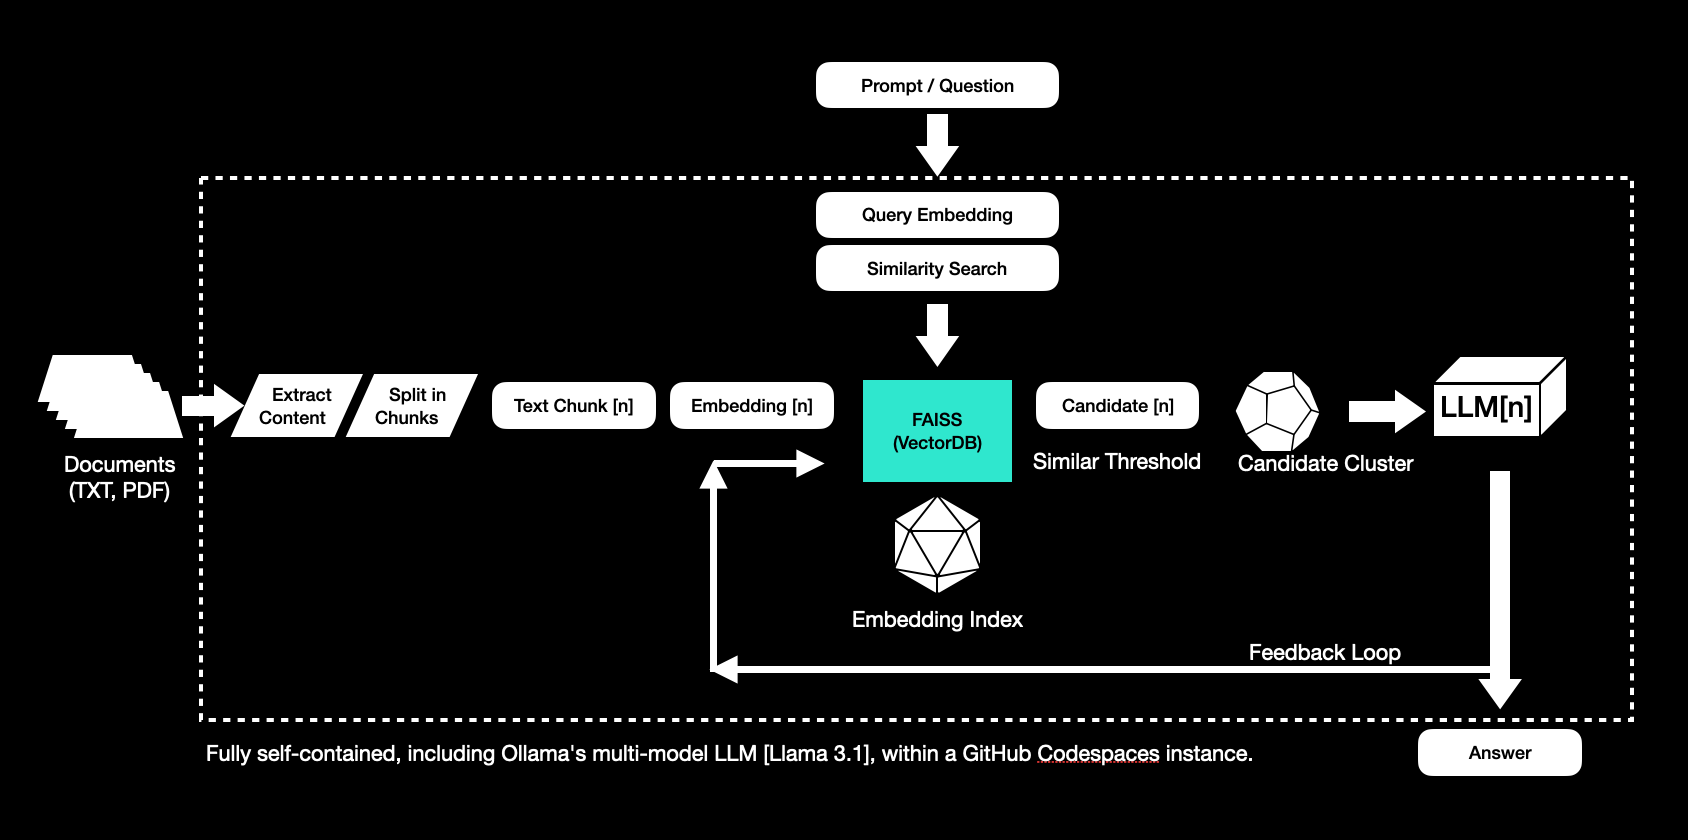 Prompt / Question
Query Embedding
Similarity Search
Extract
Content
Split in
Chunks
Text Chunk [n]
Embedding [n]
FAISS
(VectorDB)
Candidate [n]
LLM[n]
Documents
(TXT, PDF)
Similar Threshold
Candidate Cluster
Embedding Index
Feedback Loop
Fully self-contained, including Ollama's multi-model LLM [Llama 3.1], within a GitHub Codespaces instance.
Answer